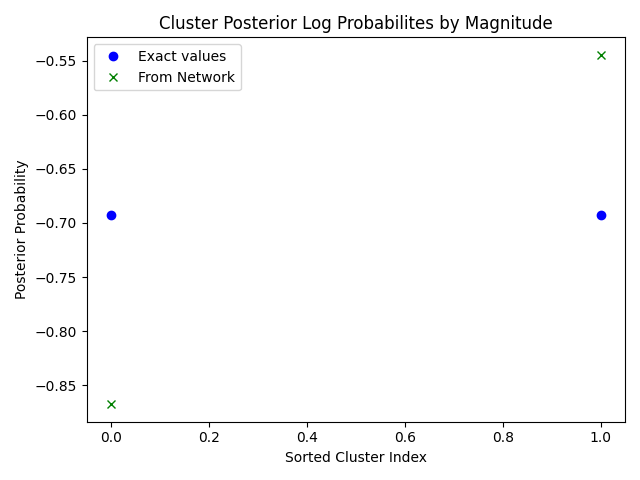 Cluster Posterior Log Probabilites by Magnitude
Exact values
From Network
−0.55
−0.60
−0.65
−0.70
−0.75
−0.80
−0.85
Posterior Probability
0.0 0.2 0.4 0.6 0.8 1.0
Sorted Cluster Index